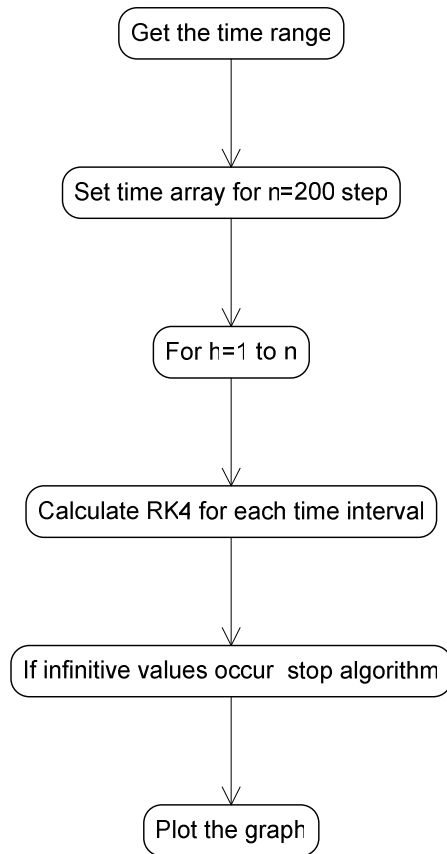 Get the time range
Set time array for n=200 step
For h=1 to n
Calculate RK4 for each time interval
If infinitive values occur  stop algorithm
Plot the graph